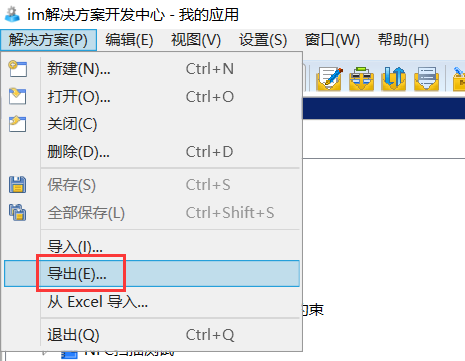 im解决方案开发中心 - 我的应用
解决方案(P) 编辑(E) 视图(V) 设置(S) 窗口(W) 帮助(H)
新建(N)... Ctrl+N
打开(O)... Ctrl+O
关闭(C)
删除(D)... Ctrl+D
保存(S) Ctrl+S
全部保存(L) Ctrl+Shift+S
导入(I)...
导出(E)...
从 Excel 导入...
束
退出(Q) Ctrl+Q